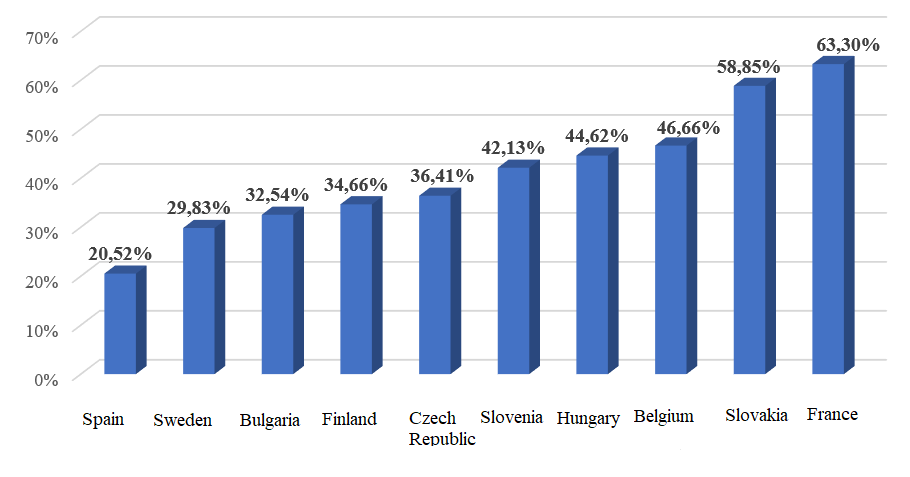 70%
60%
50%
40%
30%
20%
10%
0%
20,52%
29,83%
32,54%
34,66%
36,41%
42,13%
44,62%
46,66%
58,85%
63,30%
Spain
Sweden
Bulgaria
Finland
Czech
Republic
Slovenia
Hungary
Belgium
Slovakia
France